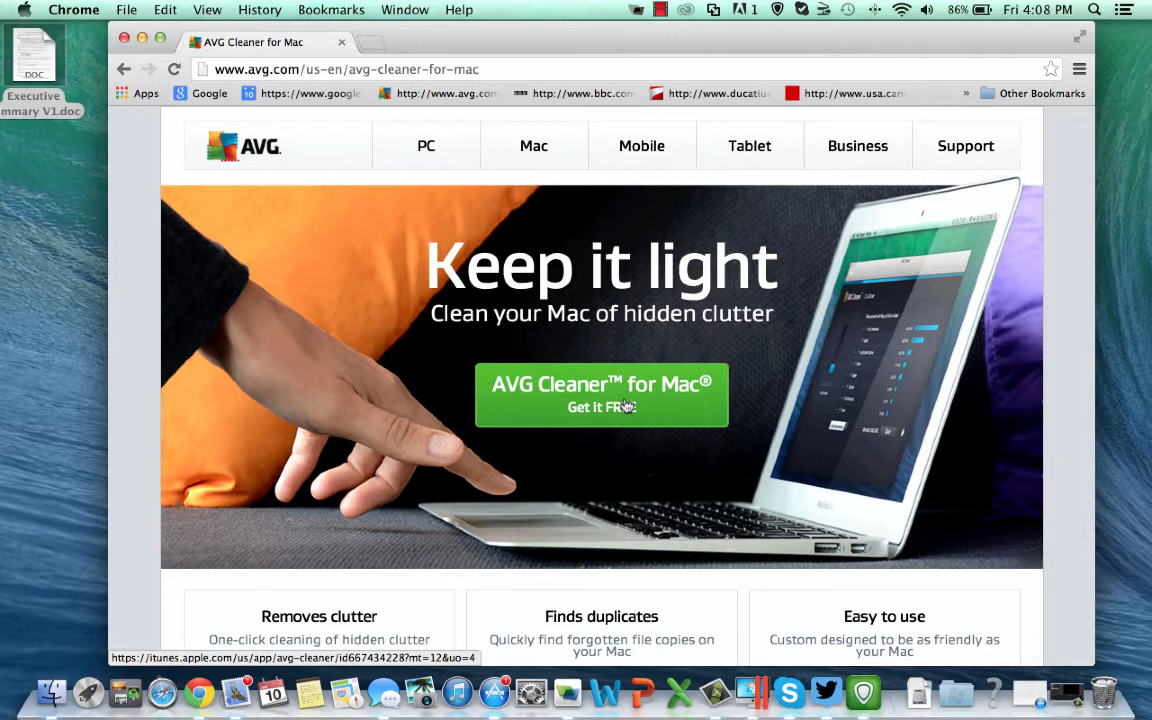 Chrome File Edit View History Bookmarks Window Help
1 86% Fri 4:08 PM
AVG Cleaner for Mac
www.avg.com/us-en/avg-cleaner-for-mac
Apps Google https://www.google http://www.avg.com http://www.bbc.com http://www.ducatius http://www.usa.can » Other Bookmarks
DOC
Executive
mmary V1.doc
AVG. PC Mac Mobile Tablet Business Support
Keep it light
Clean your Mac of hidden clutter
AVG Cleaner™ for Mac®
Get it
Removes clutter Finds duplicates Easy to use
One-click cleaning of hidden clutter Quickly find forgotten file copies on Custom designed to be as friendly as
your Mac your Mac
https://itunes.apple.com/us/app/avg-cleaner/id667434228?mt=12&uo=4
10